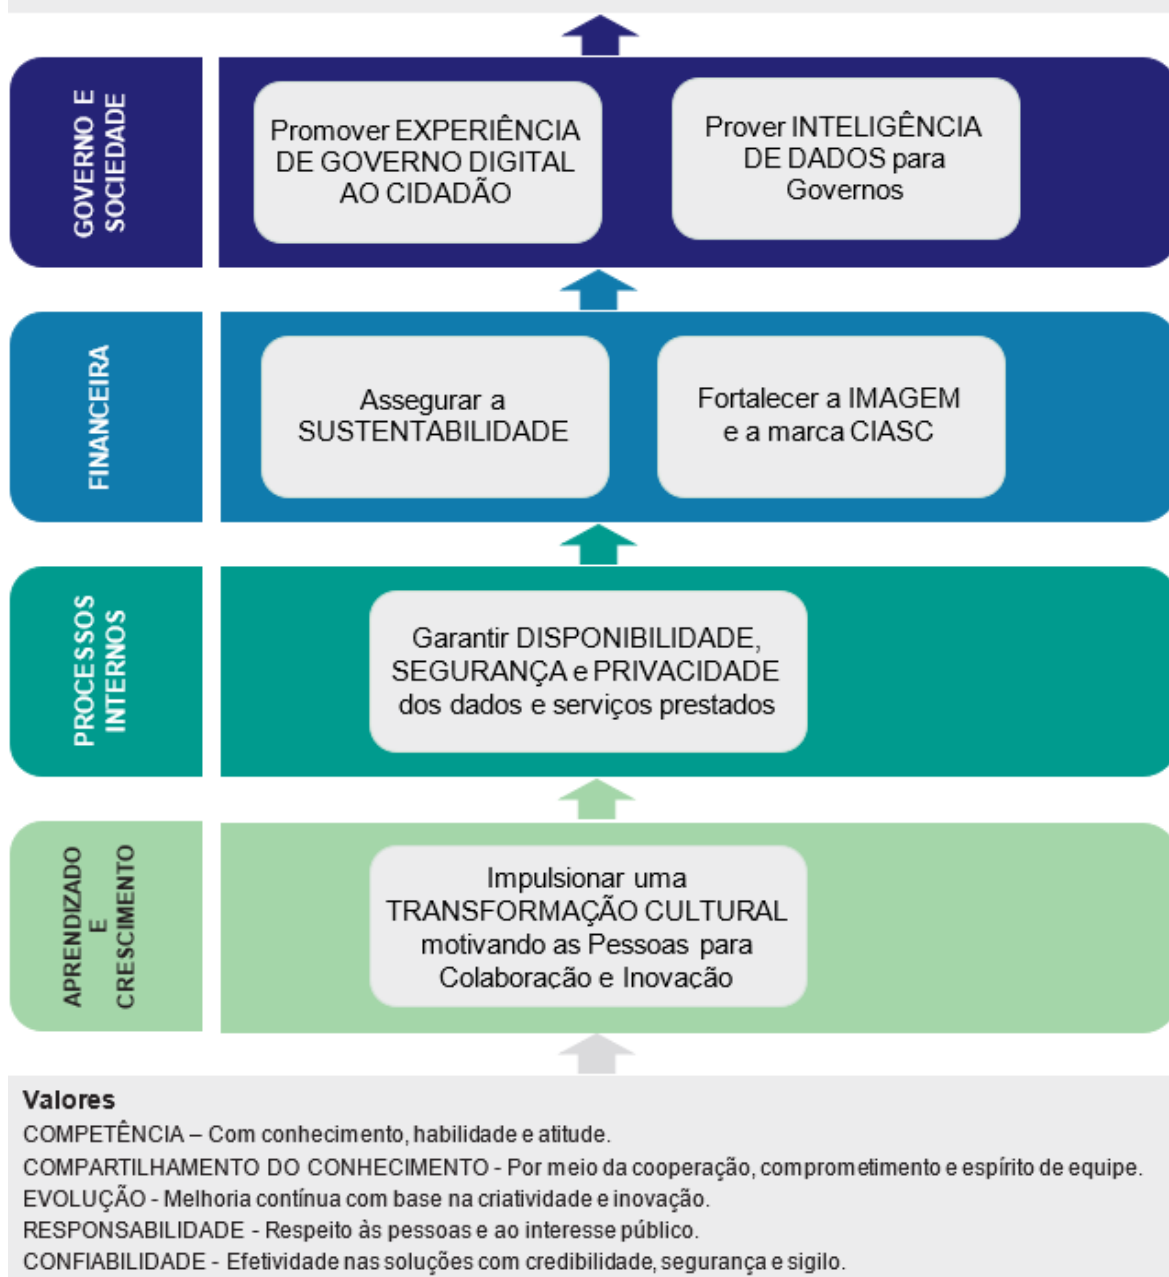 GOVERNO E
SOCIEDADE
Promover EXPERIÊNCIA
DE GOVERNO DIGITAL
AO CIDADÃO
Prover INTELIGÊNCIA
DE DADOS para
Governos
FINANCEIRA
Assegurar a
SUSTENTABILIDADE
Fortalecer a IMAGEM
e a marca CIASC
PROCESSOS
INTERNOS
Garantir DISPONIBILIDADE,
SEGURANÇA e PRIVACIDADE
dos dados e serviços prestados
APRENDIZADO
E
CRESCIMENTO
Impulsionar uma
TRANSFORMAÇÃO CULTURAL
motivando as Pessoas para
Colaboração e Inovação
Valores
COMPETÊNCIA – Com conhecimento, habilidade e atitude.
COMPARTILHAMENTO DO CONHECIMENTO - Por meio da cooperação, comprometimento e espírito de equipe.
EVOLUÇÃO - Melhoria contínua com base na criatividade e inovação.
RESPONSABILIDADE - Respeito às pessoas e ao interesse público.
CONFIABILIDADE - Efetividade nas soluções com credibilidade, segurança e sigilo.